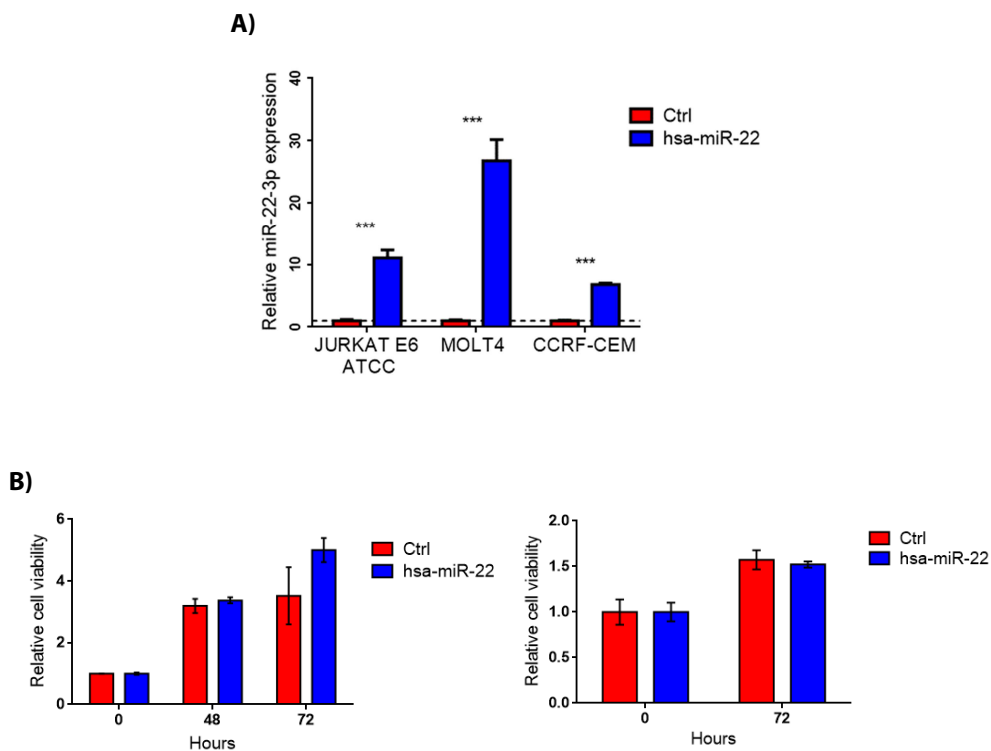 A)
Relative miR-22-3p expression
40
30
20
10
0
***
***
***
JURKAT E6
ATCC
MOLT4
CCRF-CEM
Ctrl
hsa-miR-22
B)
Relative cell viability
6
4
2
0
0
48
72
Hours
Ctrl
hsa-miR-22
Relative cell viability
2.0
1.5
1.0
0.5
0.0
0
72
Hours
Ctrl
hsa-miR-22